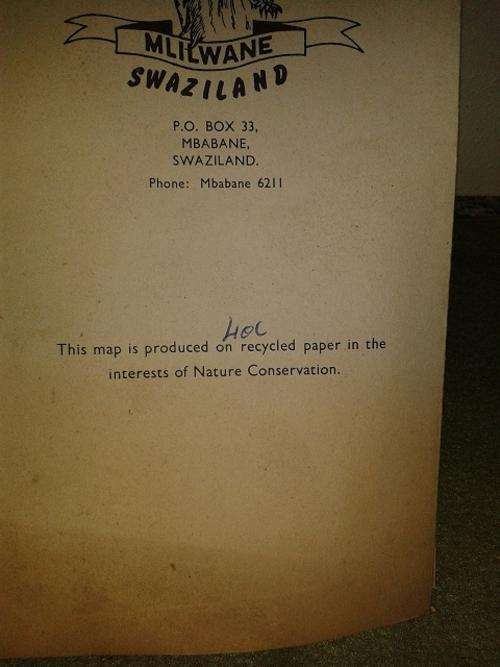 MLILWANE
SWAZILAND
P.O. BOX 33,
MBABANE,
SWAZILAND.
Phone: Mbabane 6211
40c
This map is produced on recycled paper in the
interests of Nature Conservation.